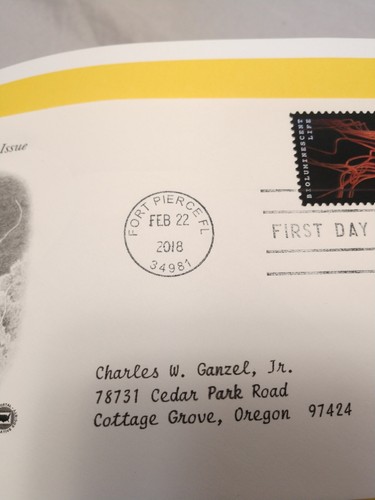 Issue
BIOLUMINESCENT
LIFE
FORT PIERCE FL
FEB 22
2018
34981
FIRST DAY
Charles W. Ganzel, Jr.
78731 Cedar Park Road
Cottage Grove, Oregon 97424